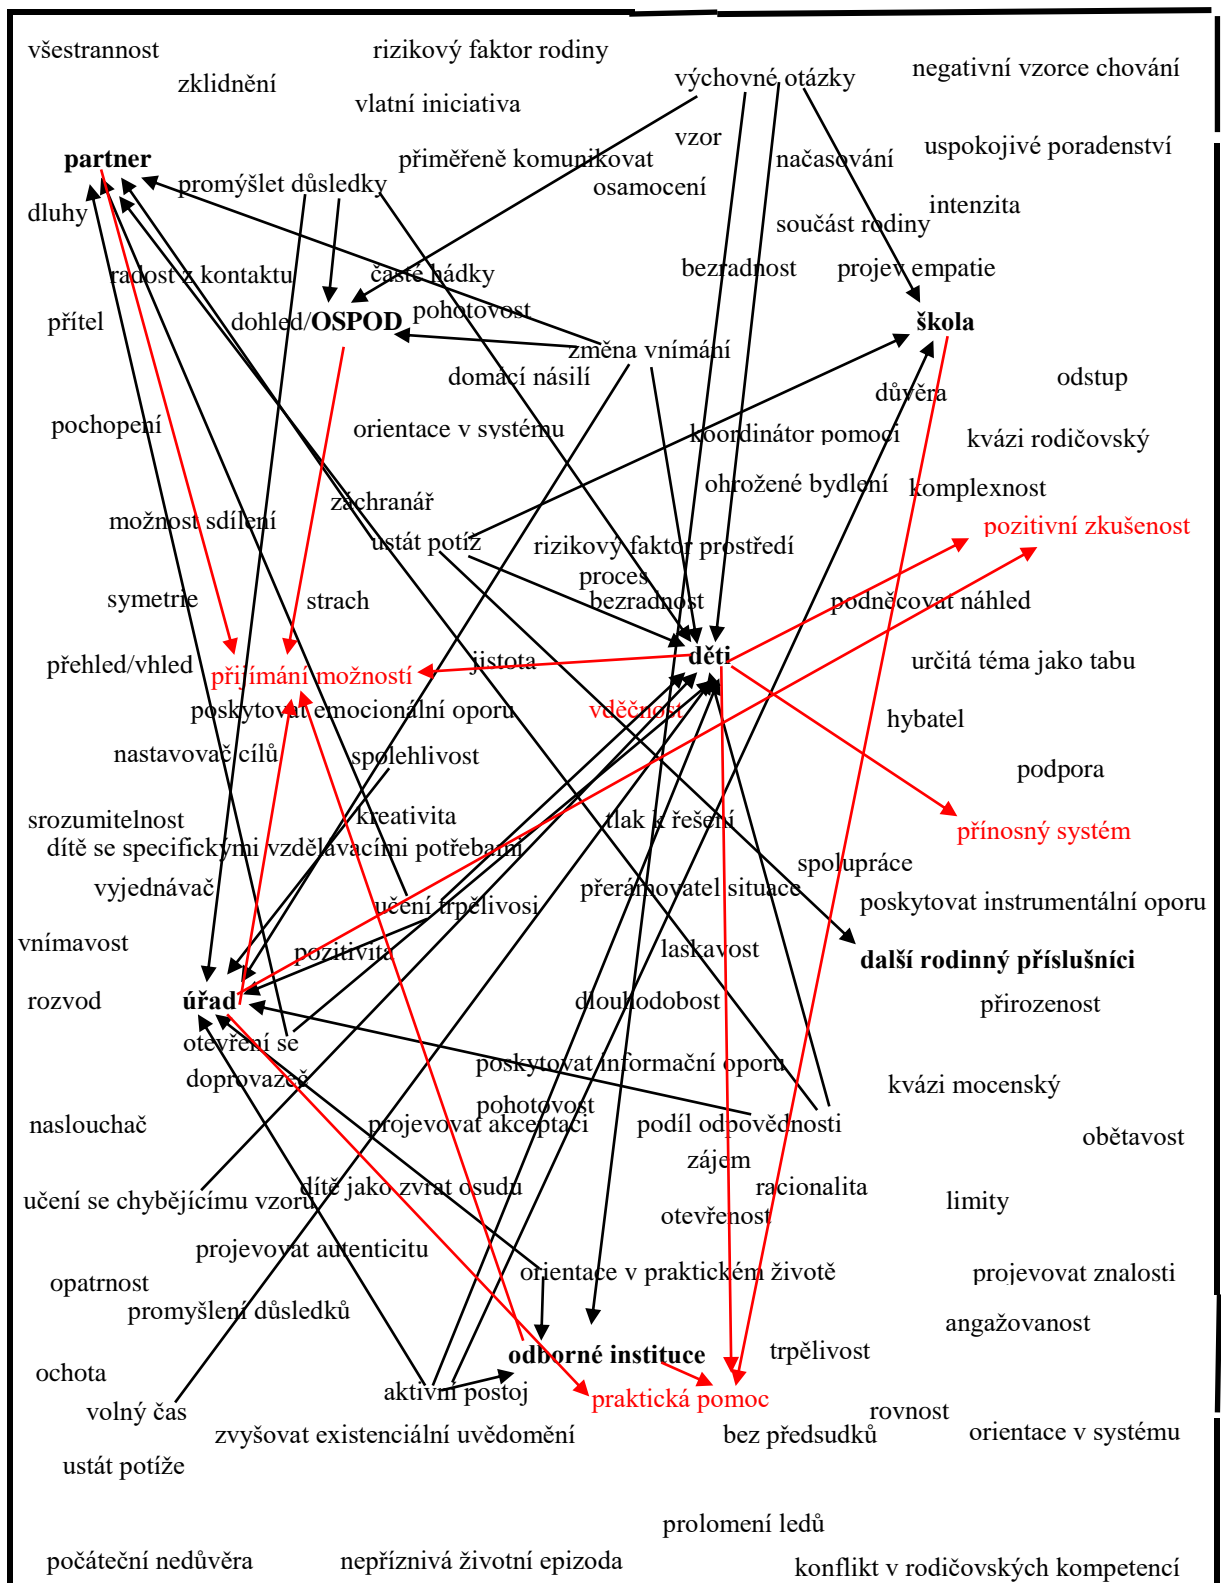 všestrannost
rizikový faktor rodiny
výchovné otázky
negativní vzorce chování
zklidnění
vlatní iniciativa
vzor
načasování
uspokojivé poradenství
partner
přiměřeně komunikovat
promýšlet důsledky
osamocení
dluhy
intenzita
součást rodiny
radost z kontaktu
časté hádky
bezradnost
projev empatie
přítel
dohled/OSPOD
pohotovost
škola
změna vnímání
domácí násilí
odstup
důvěra
pochopení
orientace v systému
koordinátor pomoci
kvázi rodičovský
ohrožené bydlení
komplexnost
záchranář
možnost sdílení
pozitivní zkušenost
ustát potíž
rizikový faktor prostředí
proces
symetrie
strach
bezradnost
podněcovat náhled
přehled/vhled
přijímání možností
jistota
děti
určitá téma jako tabu
poskytovat emocionální oporu
vděčnost
hybatel
nastavovač cílů
spolehlivost
podpora
srozumitelnost
kreativita
tlak k řešení
přínosný systém
dítě se specifickými vzdělávacími potřebami
spolupráce
vyjednávač
učení trpělivosi
přerámovatel situace
poskytovat instrumentální oporu
vnímavost
pozitivita
laskavost
další rodinný příslušníci
rozvod
úřad
dlouhodobost
přirozenost
otevření se
poskytovat informační oporu
doprovazeč
kvázi mocenský
pohotovost
naslouchač
projevovat akceptaci
podíl odpovědnosti
obětavost
zájem
učení se chybějícímu vzoru
dítě jako zvrat osudu
racionalita
limity
otevřenost
projevovat autenticitu
opatrnost
orientace v praktickém životě
projevovat znalosti
promyšlení důsledků
angažovanost
odborné instituce
trpělivost
ochota
aktivní postoj
praktická pomoc
volný čas
rovnost
zvyšovat existenciální uvědomění
bez předsudků
orientace v systému
ustát potíže
prolomení ledů
počáteční nedůvěra
nepříznivá životní epizoda
konflikt v rodičovských kompetencí